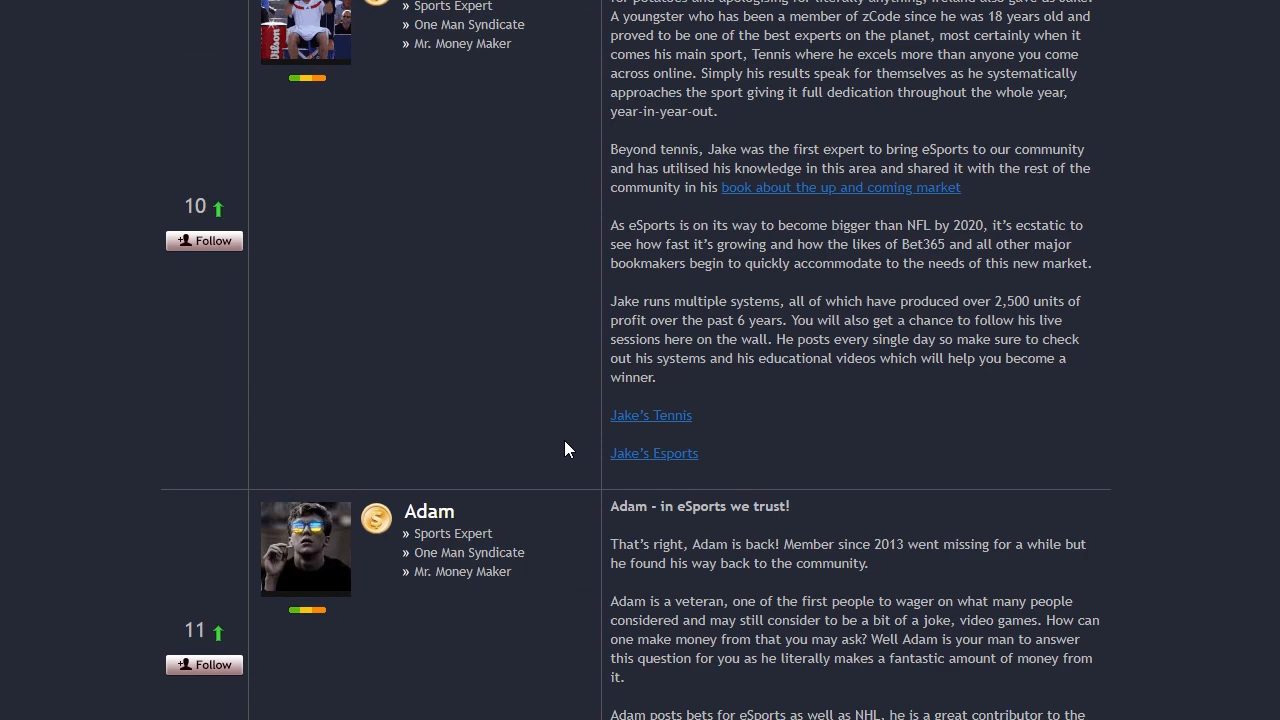 » Sports Expert
» One Man Syndicate
» Mr. Money Maker
10
Follow
A youngster who has been a member of zCode since he was 18 years old and
proved to be one of the best experts on the planet, most certainly when it
comes his main sport, Tennis where he excels more than anyone you come
across online. Simply his results speak for themselves as he systematically
approaches the sport giving it full dedication throughout the whole year,
year-in-year-out.
Beyond tennis, Jake was the first expert to bring eSports to our community
and has utilised his knowledge in this area and shared it with the rest of the
community in his book about the up and coming market
As eSports is on its way to become bigger than NFL by 2020, it's ecstatic to
see how fast it's growing and how the likes of Bet365 and all other major
bookmakers begin to quickly accommodate to the needs of this new market.
Jake runs multiple systems, all of which have produced over 2,500 units of
profit over the past 6 years. You will also get a chance to follow his live
sessions here on the wall. He posts every single day so make sure to check
out his systems and his educational videos which will help you become a
winner.
Jake's Tennis
Jake's Esports
11
Follow
Adam
» Sports Expert
» One Man Syndicate
» Mr. Money Maker
Adam - in eSports we trust!
That's right, Adam is back! Member since 2013 went missing for a while but
he found his way back to the community.
Adam is a veteran, one of the first people to wager on what many people
considered and may still consider to be a bit of a joke, video games. How can
one make money from that you may ask? Well Adam is your man to answer
this question for you as he literally makes a fantastic amount of money from
it.
Adam posts bets for eSports as well as NHL, he is a great contributor to the